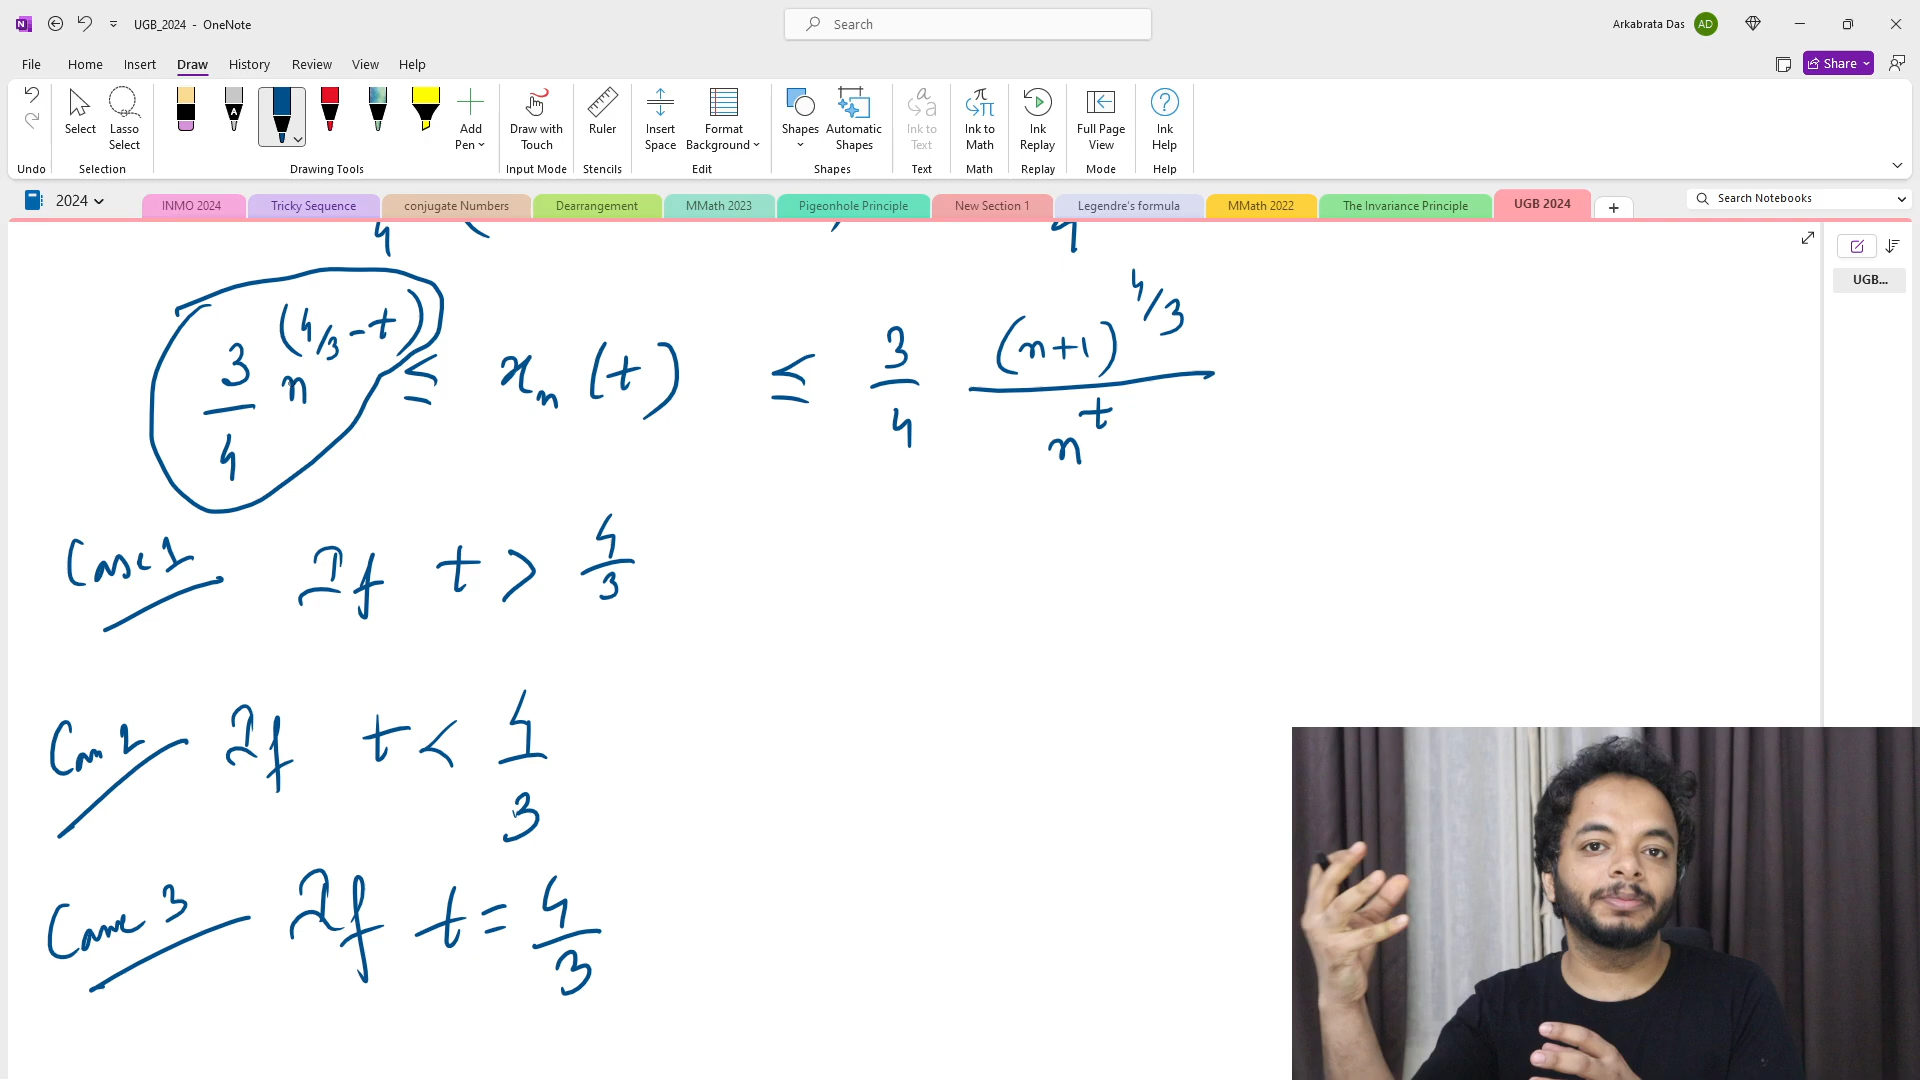 UGB_2024 - OneNote
Search
Arkabrata Das AD
File Home Insert Draw History Review View Help
Share
Select
Lasso Select
A
Add Pen
Draw with Touch
Ruler
Insert Space
Format Background
Shapes
Automatic Shapes
Ink to Text
Ink to Math
Ink Replay
Full Page View
Ink Help
Undo Selection Drawing Tools Input Mode Stencils Edit Shapes Text Math Replay Mode Help
2024 INMO 2024 Tricky Sequence conjugate Numbers Dearrangement MMath 2023 Pigeonhole Principle New Section 1 Legendre's formula MMath 2022 The Invariance Principle UGB 2024 + Search Notebooks
UGB...
4 ( ) 4
3/4 n^(4/3-t) ≤ x_n (t) ≤ 3/4 (n+1)^4/3 / n^t
Case 1 If t > 4/3
Case 2 If t < 4/3
Case 3 If t = 4/3